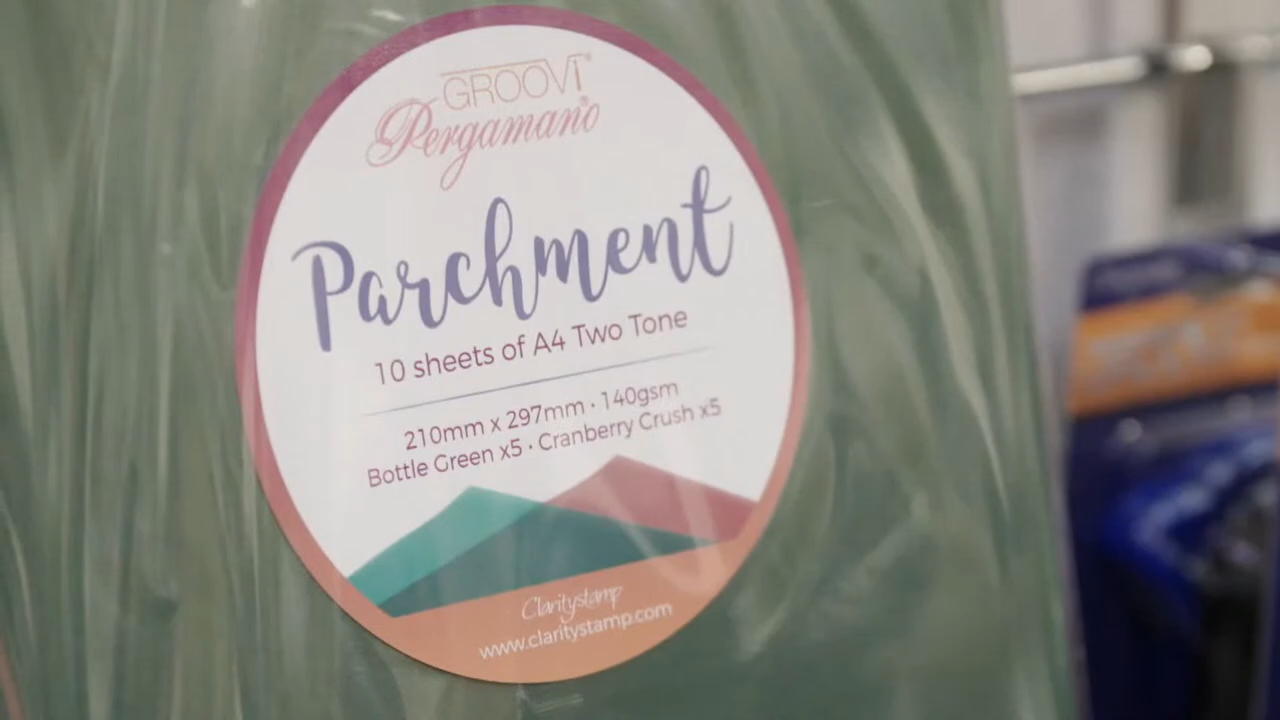 GROOVI®
Pergamano®
Parchment
10 sheets of A4 Two Tone
210mm x 297mm · 140gsm
Bottle Green x5 · Cranberry Crush x5
Claritystamp
www.claritystamp.com